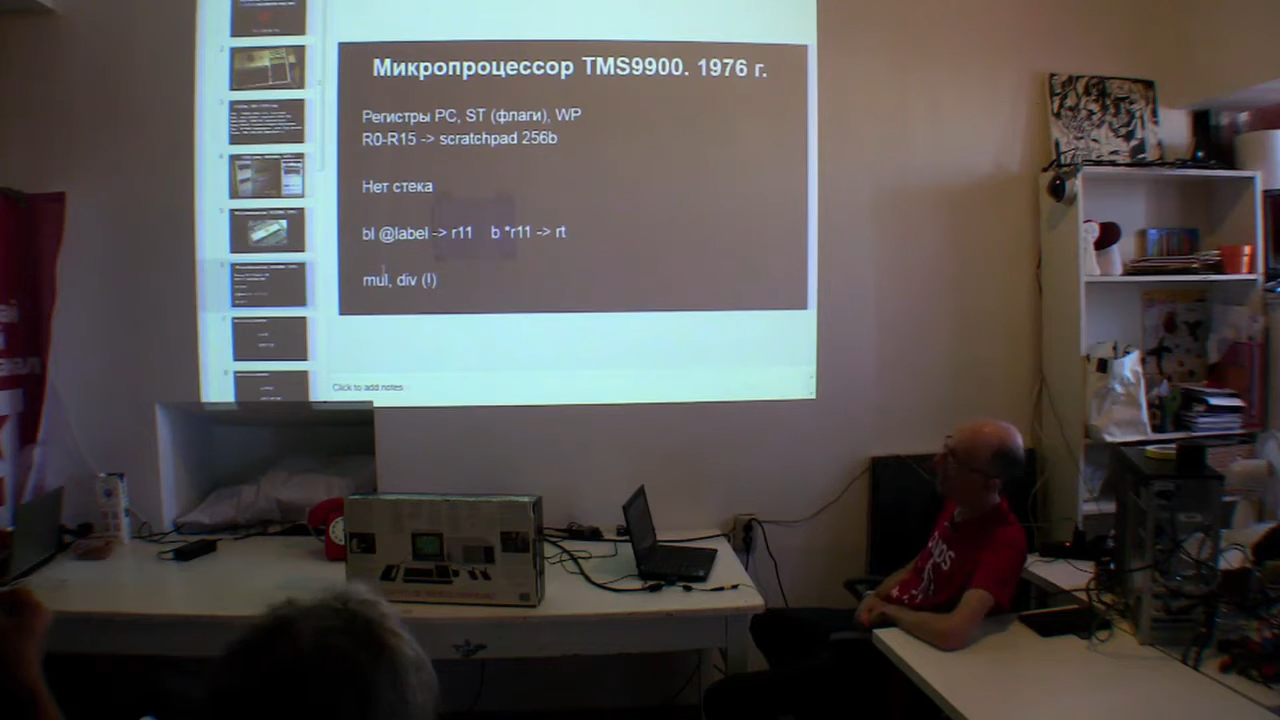 Микропроцессор TMS9900. 1976 г.
Регистры PC, ST (флаги), WP
R0-R15 -> scratchpad 256b
Нет стека
bl @label -> r11 b *r11 -> rt
mul, div (!)
Click to add notes